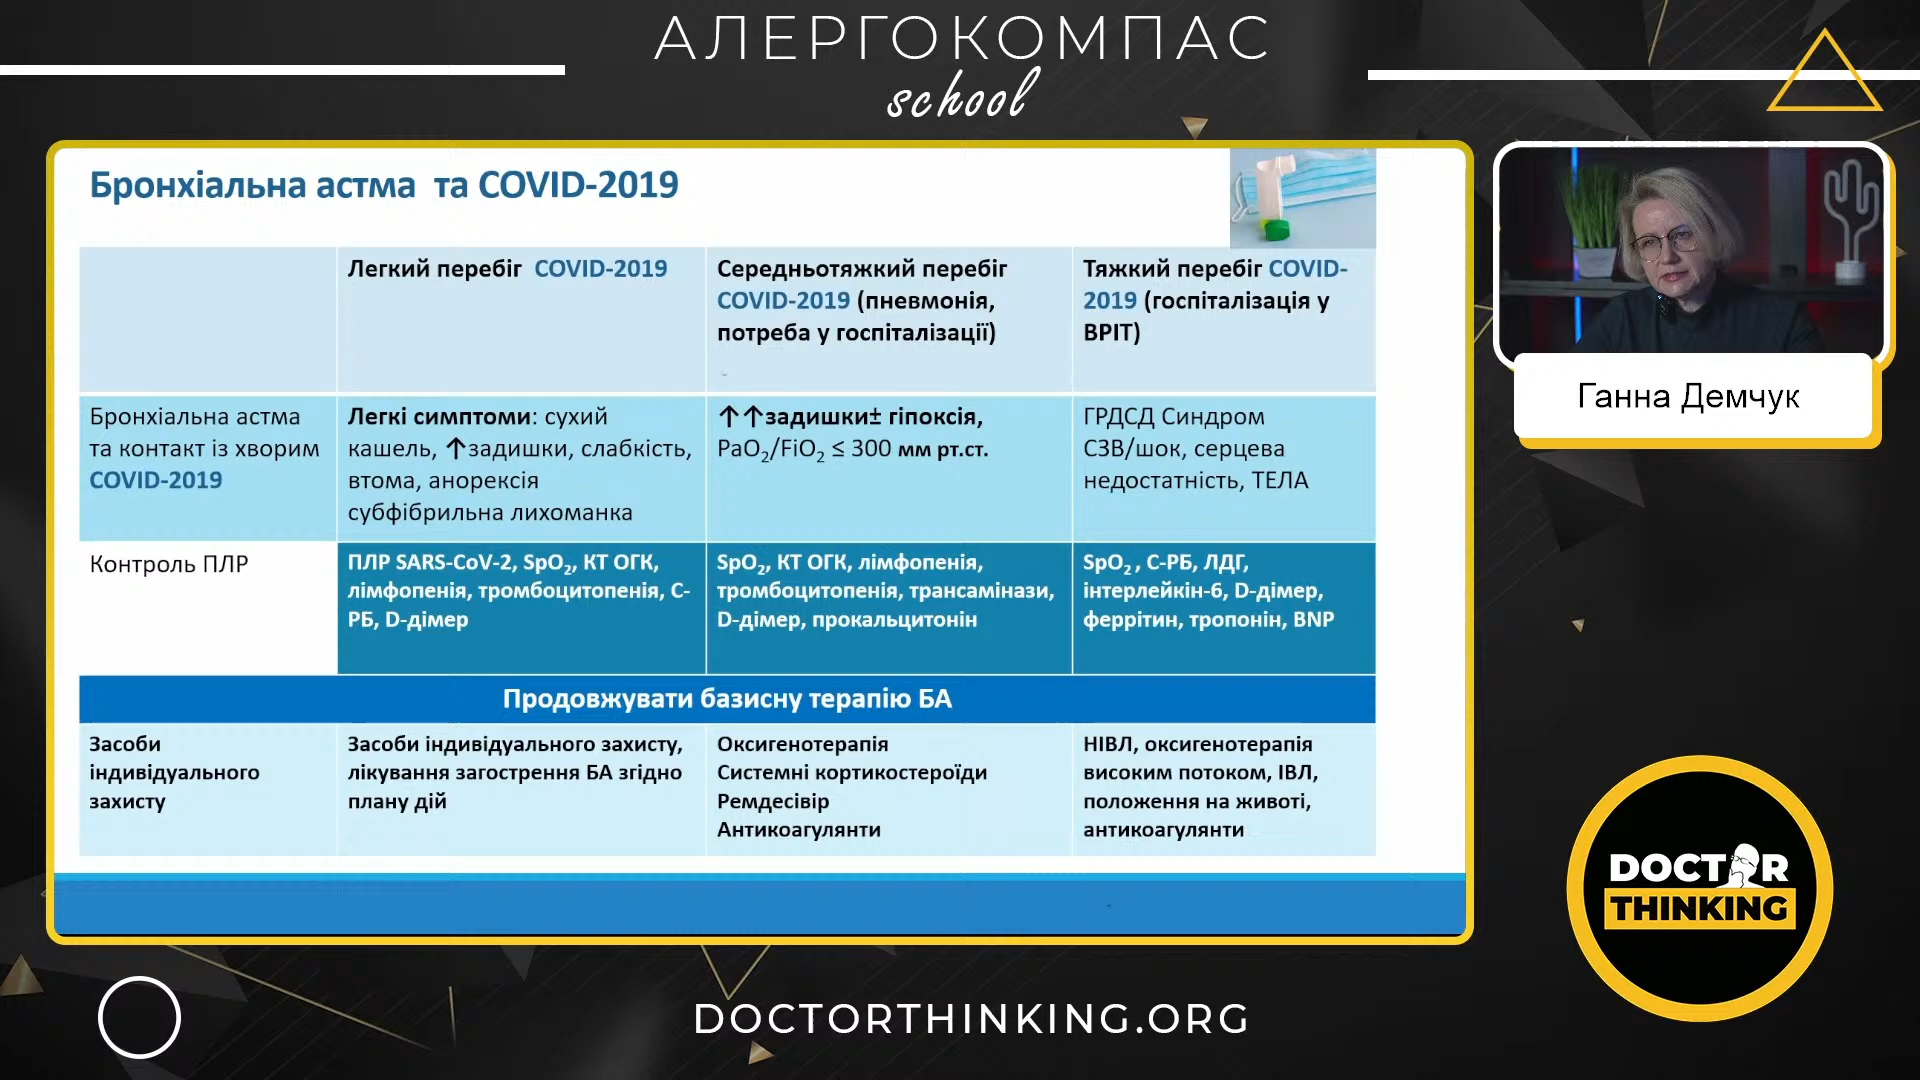 АЛЕРГОКОМПАС
school
Бронхіальна астма та COVID-2019
Легкий перебіг COVID-2019
Середньотяжкий перебіг
COVID-2019 (пневмонія,
потреба у госпіталізації)
Тяжкий перебіг COVID-
2019 (госпіталізація у
ВРІТ)
Бронхіальна астма
та контакт із хворим
COVID-2019
Легкі симптоми: сухий
кашель, ↑задишки, слабкість,
втома, анорексія
субфібрильна лихоманка
↑↑задишки± гіпоксія,
PaO₂/FiO₂ ≤ 300 мм рт.ст.
ГРДСД Синдром
СЗВ/шок, серцева
недостатність, ТЕЛА
Контроль ПЛР
ПЛР SARS-CoV-2, SpO₂, КТ ОГК,
лімфопенія, тромбоцитопенія, С-
РБ, D-дімер
SpO₂, КТ ОГК, лімфопенія,
тромбоцитопенія, трансамінази,
D-дімер, прокальцитонін
SpO₂ , С-РБ, ЛДГ,
інтерлейкін-6, D-дімер,
феррітин, тропонін, BNP
Продовжувати базисну терапію БА
Засоби
індивідуального
захисту
Засоби індивідуального захисту,
лікування загострення БА згідно
плану дій
Оксигенотерапія
Системні кортикостероїди
Ремдесівір
Антикоагулянти
НІВЛ, оксигенотерапія
високим потоком, ІВЛ,
положення на животі,
антикоагулянти
Ганна Демчук
DOCTOR
THINKING
DOCTORTHINKING.ORG